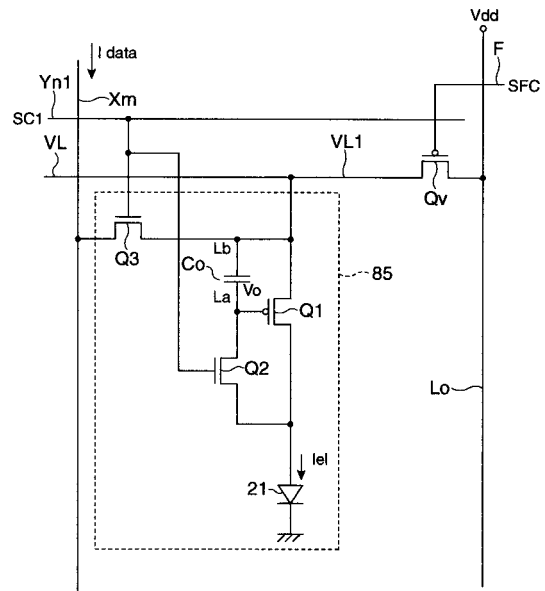 Vdd
I data
F
Yn1
Xm
SFC
SC1
VL
VL1
Qv
Q3
Lb
Co
85
La
Vo
Q1
Q2
Lo
Iel
21